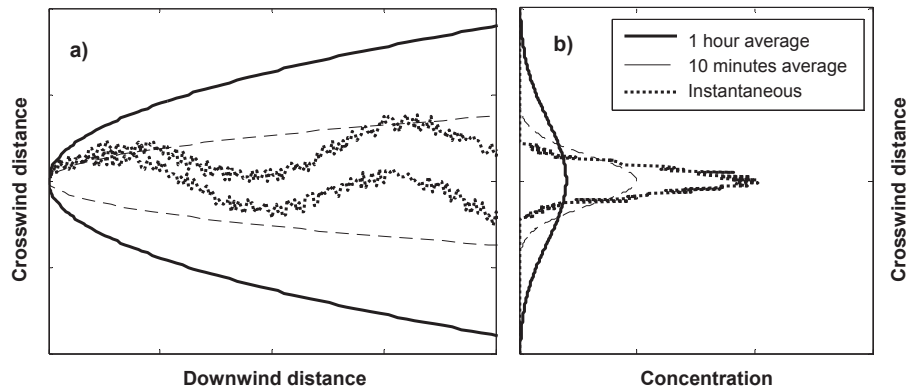 a)
Crosswind distance
Downwind distance
b)
1 hour average
10 minutes average
Instantaneous
Concentration
Crosswind distance